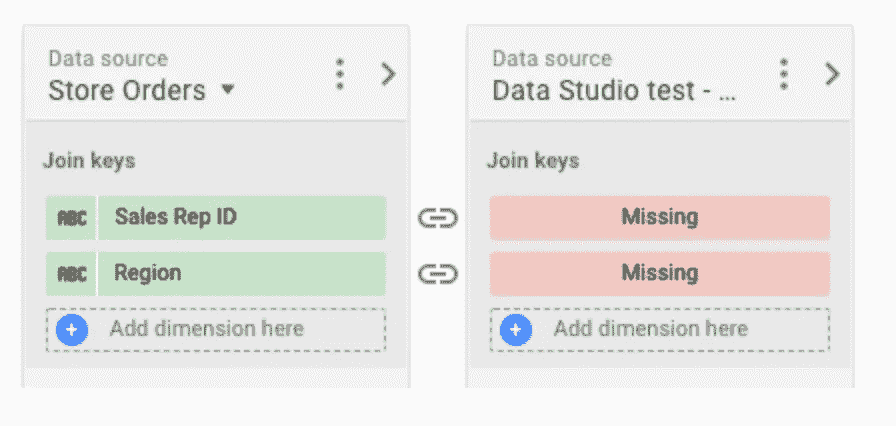 Data source
Store Orders
Join keys
ABC Sales Rep ID
ABC Region
Add dimension here
Data source
Data Studio test - ...
Join keys
Missing
Missing
Add dimension here